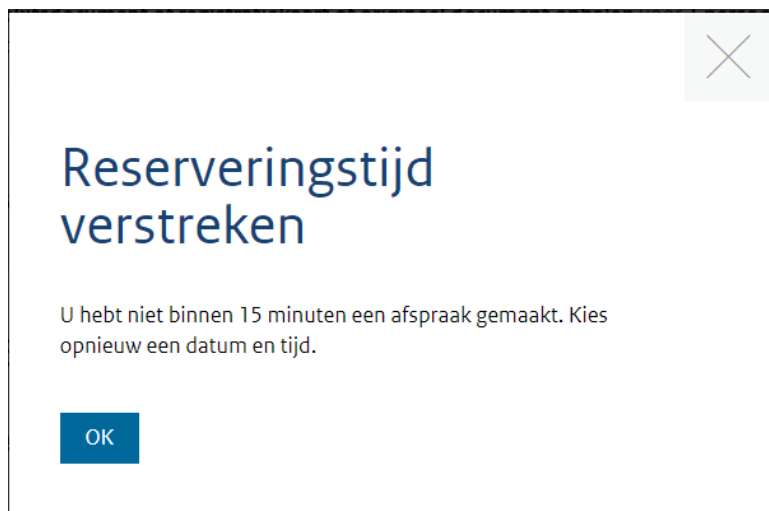 Reserveringstijd
verstreken
U hebt niet binnen 15 minuten een afspraak gemaakt. Kies
opnieuw een datum en tijd.
OK